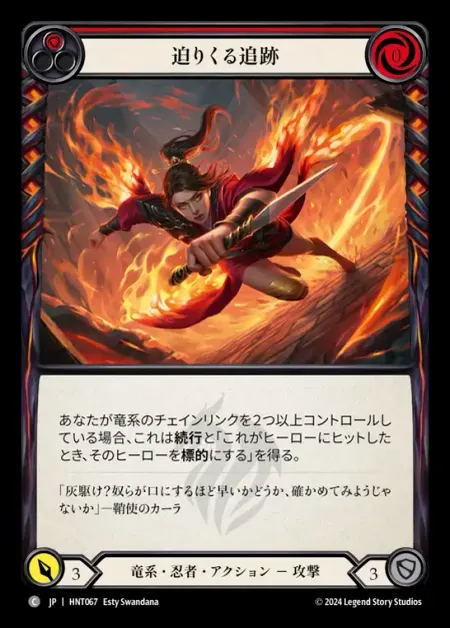 迫りくる追跡
0
あなたが竜系のチェインリンクを2つ以上コントロールし
ている場合、これは続行と「これがヒーローにヒットした
とき、そのヒーローを標的にする」を得る。
「灰駆け?奴らが口にするほど早いかどうか、確かめてみようじゃ
ないか」—鞘使のカーラ
3
竜系・忍者・アクション ー 攻撃
3
C JP | HNT067 Esty Swandana
© 2024 Legend Story Studios